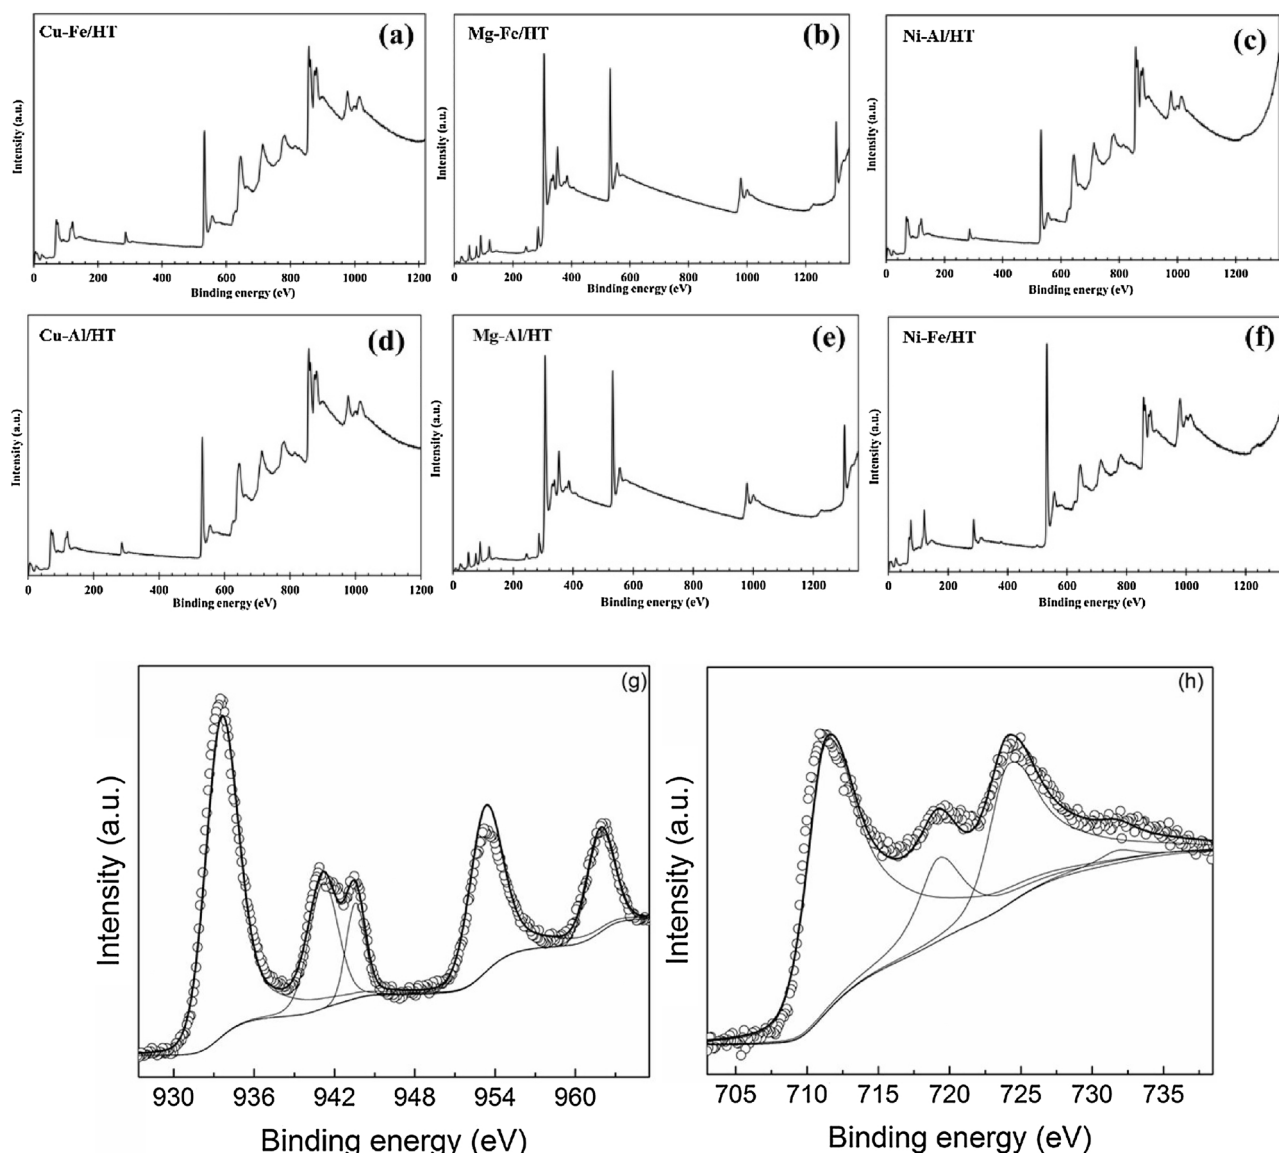 Cu-Fe/HT (a)
Intensity (a.u.)
0 200 400 600 800 1000 1200
Binding energy (eV)
Mg-Fe/HT (b)
Intensity (a.u.)
0 200 400 600 800 1000 1200
Binding energy (eV)
Ni-Al/HT (c)
Intensity (a.u.)
0 200 400 600 800 1000 1200
Binding energy (eV)
Cu-Al/HT (d)
Intensity (a.u.)
0 200 400 600 800 1000 1200
Binding energy (eV)
Mg-Al/HT (e)
Intensity (a.u.)
0 200 400 600 800 1000 1200
Binding energy (eV)
Ni-Fe/HT (f)
Intensity (a.u.)
0 200 400 600 800 1000 1200
Binding energy (eV)
(g)
Intensity (a.u.)
930 936 942 948 954 960
Binding energy (eV)
(h)
Intensity (a.u.)
705 710 715 720 725 730 735
Binding energy (eV)